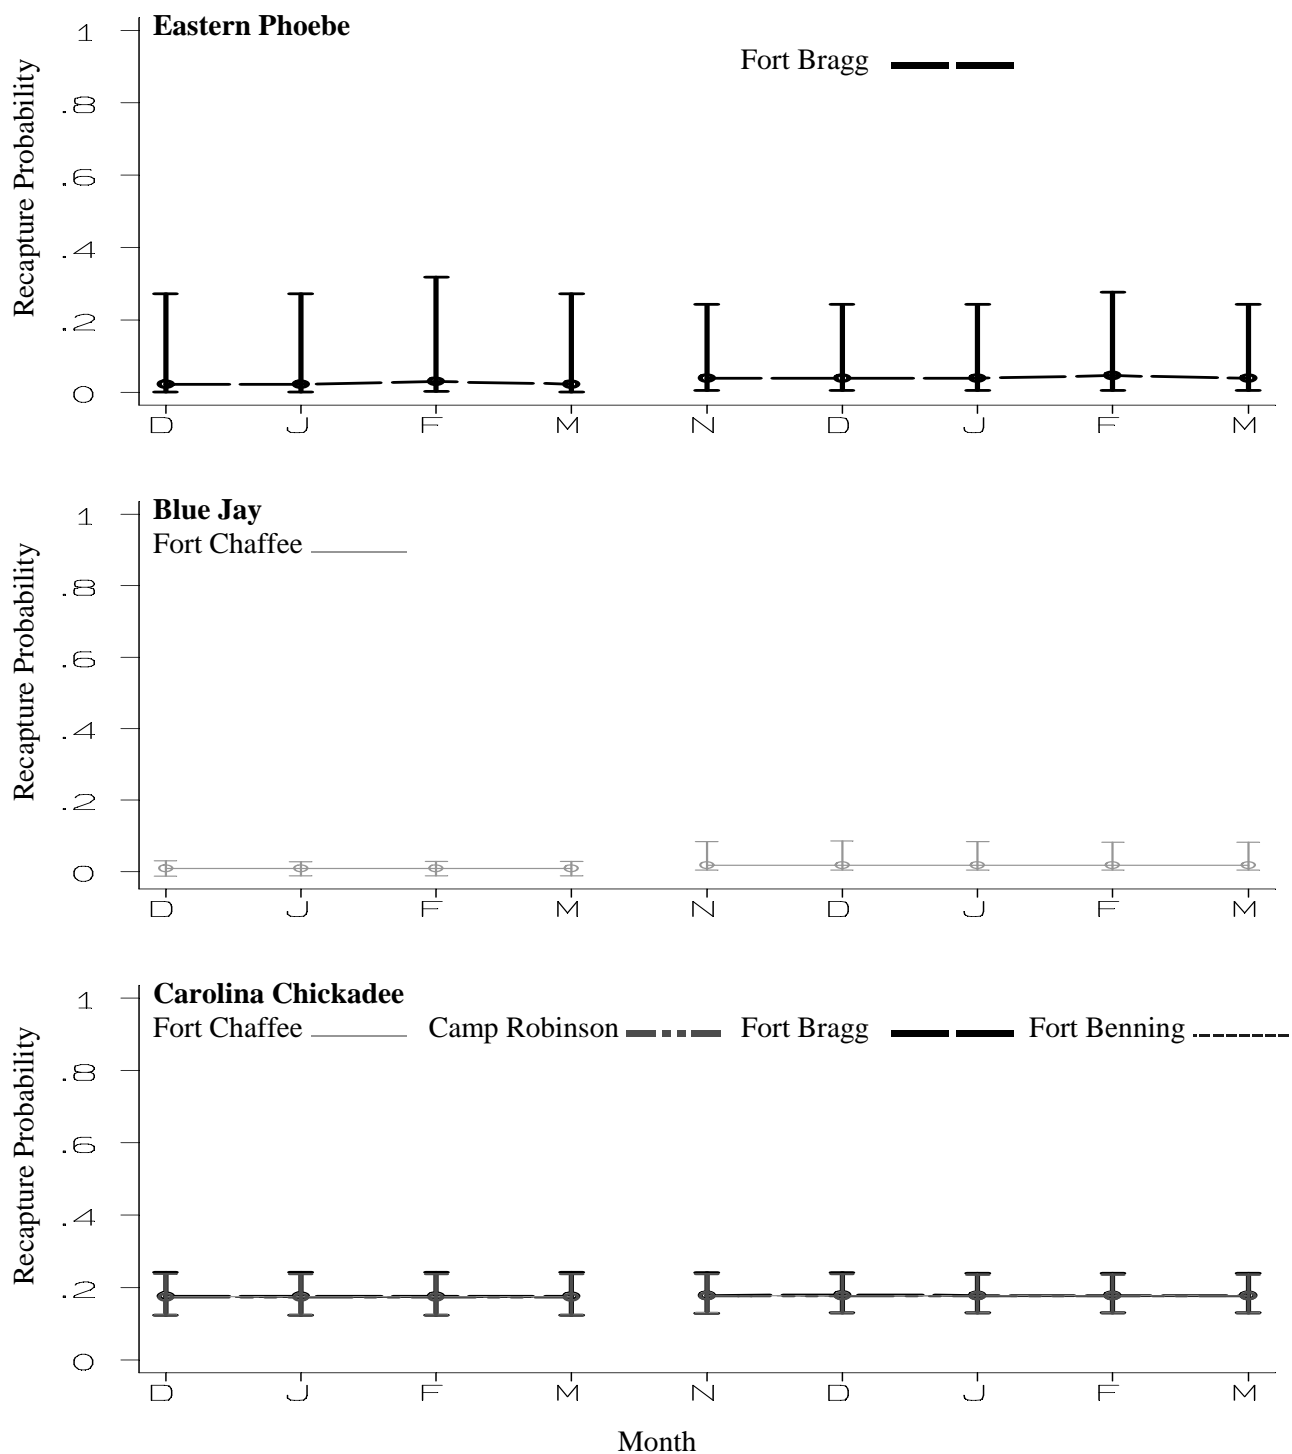 Eastern Phoebe
Fort Bragg
Recapture Probability
1
.8
.6
.4
.2
0
D J F M N D J F M
Blue Jay
Fort Chaffee
Recapture Probability
1
.8
.6
.4
.2
0
D J F M N D J F M
Carolina Chickadee
Fort Chaffee Camp Robinson Fort Bragg Fort Benning
Recapture Probability
1
.8
.6
.4
.2
0
D J F M N D J F M
Month